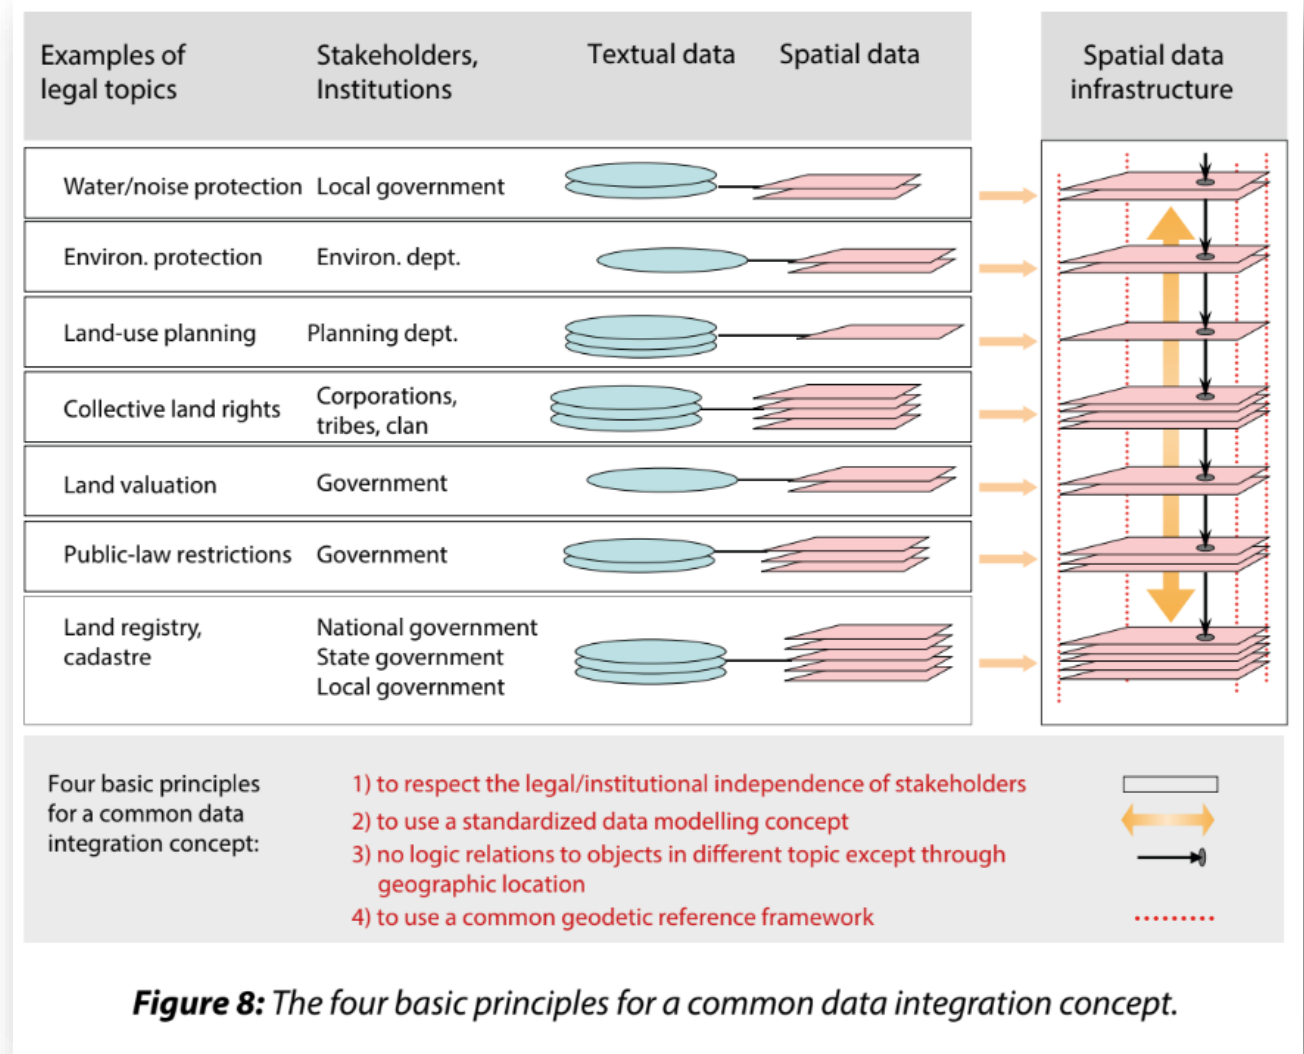 Examples of
legal topics
Stakeholders,
Institutions
Textual data
Spatial data
Spatial data
infrastructure
Water/noise protection
Local government
Environ. protection
Environ. dept.
Land-use planning
Planning dept.
Collective land rights
Corporations,
tribes, clan
Land valuation
Government
Public-law restrictions
Government
Land registry,
cadastre
National government
State government
Local government
Four basic principles
for a common data
integration concept:
1) to respect the legal/institutional independence of stakeholders
2) to use a standardized data modelling concept
3) no logic relations to objects in different topic except through
geographic location
4) to use a common geodetic reference framework
Figure 8: The four basic principles for a common data integration concept.